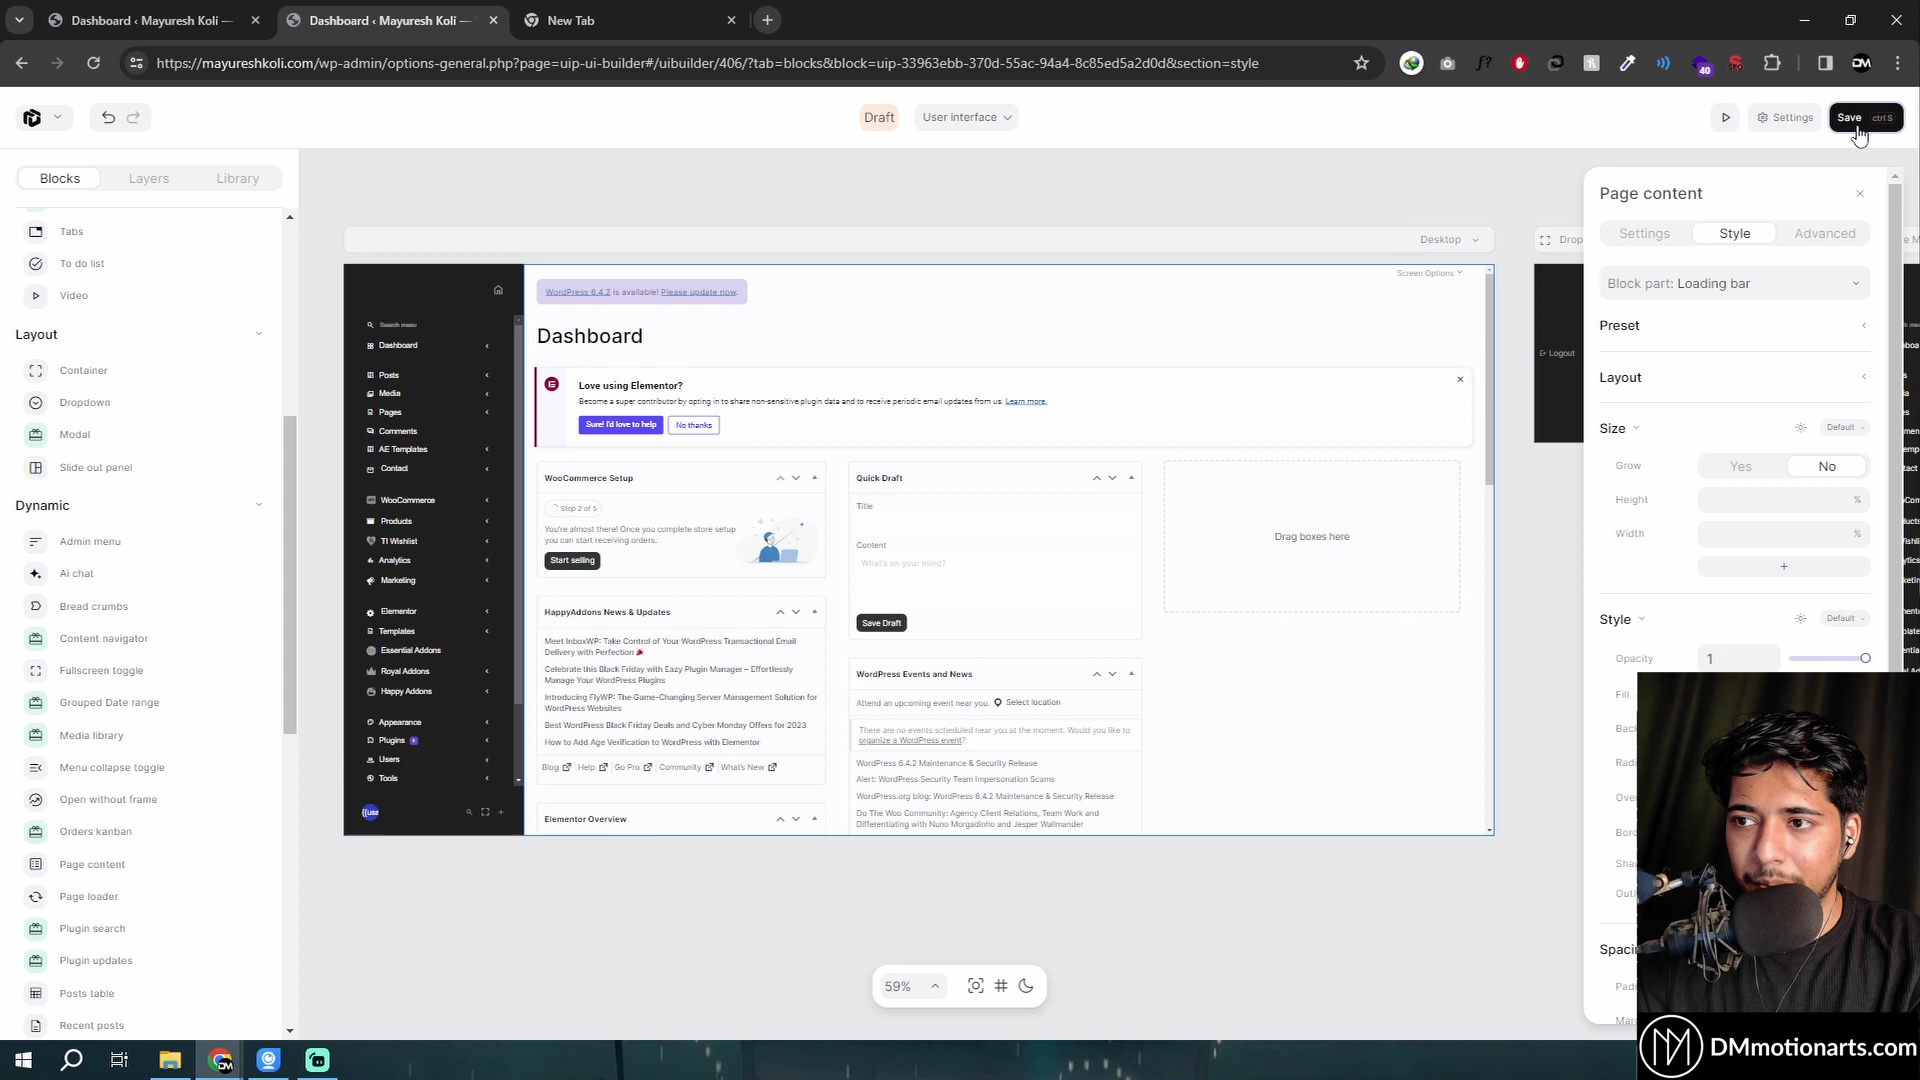 Dashboard ‹ Mayuresh Koli —
Dashboard ‹ Mayuresh Koli —
New Tab
https://mayureshkoli.com/wp-admin/options-general.php?page=uip-ui-builder#/uibuilder/406/?tab=blocks&block=uip-33963ebb-370d-55ac-94a4-8c85ed5a2d0d&section=style
f?
40
SEO
DM
Draft
User interface
Settings
Save ctrl S
Blocks
Layers
Library
Tabs
To do list
Video
Layout
Container
Dropdown
Modal
Slide out panel
Dynamic
Admin menu
Ai chat
Bread crumbs
Content navigator
Fullscreen toggle
Grouped Date range
Media library
Menu collapse toggle
Open without frame
Orders kanban
Page content
Page loader
Plugin search
Plugin updates
Posts table
Recent posts
Desktop
Search menu
Dashboard
Posts
Media
Pages
Comments
AE Templates
Contact
WooCommerce
Products
TI Wishlist
Analytics
Marketing
Elementor
Templates
Essential Addons
Royal Addons
Happy Addons
Appearance
Plugins
Users
Tools
{{use
Screen Options
WordPress 6.4.2 is available! Please update now.
Dashboard
Love using Elementor?
Become a super contributor by opting in to share non-sensitive plugin data and to receive periodic email updates from us. Learn more.
Sure! I'd love to help
No thanks
WooCommerce Setup
Step 2 of 5
You're almost there! Once you complete store setup
you can start receiving orders.
Start selling
HappyAddons News & Updates
Meet InboxWP: Take Control of Your WordPress Transactional Email
Delivery with Perfection
Celebrate this Black Friday with Eazy Plugin Manager – Effortlessly
Manage Your WordPress Plugins
Introducing FlyWP: The Game-Changing Server Management Solution for
WordPress Websites
Best WordPress Black Friday Deals and Cyber Monday Offers for 2023
How to Add Age Verification to WordPress with Elementor
Blog | Help | Go Pro | Community | What's New
Elementor Overview
Quick Draft
Title
Content
What's on your mind?
Save Draft
WordPress Events and News
Attend an upcoming event near you. Select location
There are no events scheduled near you at the moment. Would you like to
organize a WordPress event?
WordPress 6.4.2 Maintenance & Security Release
Alert: WordPress Security Team Impersonation Scams
WordPress.org blog: WordPress 6.4.2 Maintenance & Security Release
Do The Woo Community: Agency Client Relations, Team Work and
Differentiating with Nuno Morgadinho and Jesper Wallmander
Drag boxes here
59%
Drop
Logout
Page content
Settings
Style
Advanced
Block part: Loading bar
Preset
Layout
Size
Default
Grow
Yes
No
Height
%
Width
%
+
Style
Default
Opacity
1
Fill
Back
Radi
Over
Bord
Sha
Outl
Spacin
Padd
Març
DMmotionarts.com